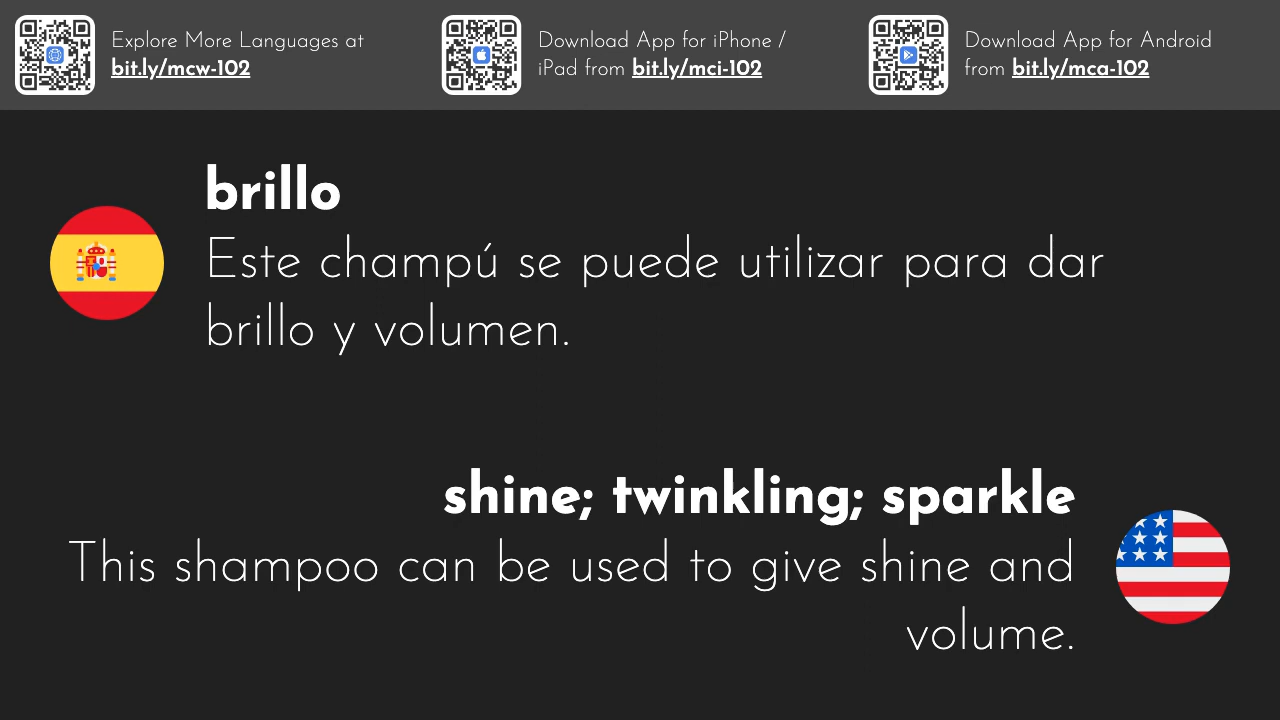 Explore More Languages at
bit.ly/mcw-102
Download App for iPhone /
iPad from bit.ly/mci-102
Download App for Android
from bit.ly/mca-102
brillo
Este champú se puede utilizar para dar
brillo y volumen.
shine; twinkling; sparkle
This shampoo can be used to give shine and
volume.